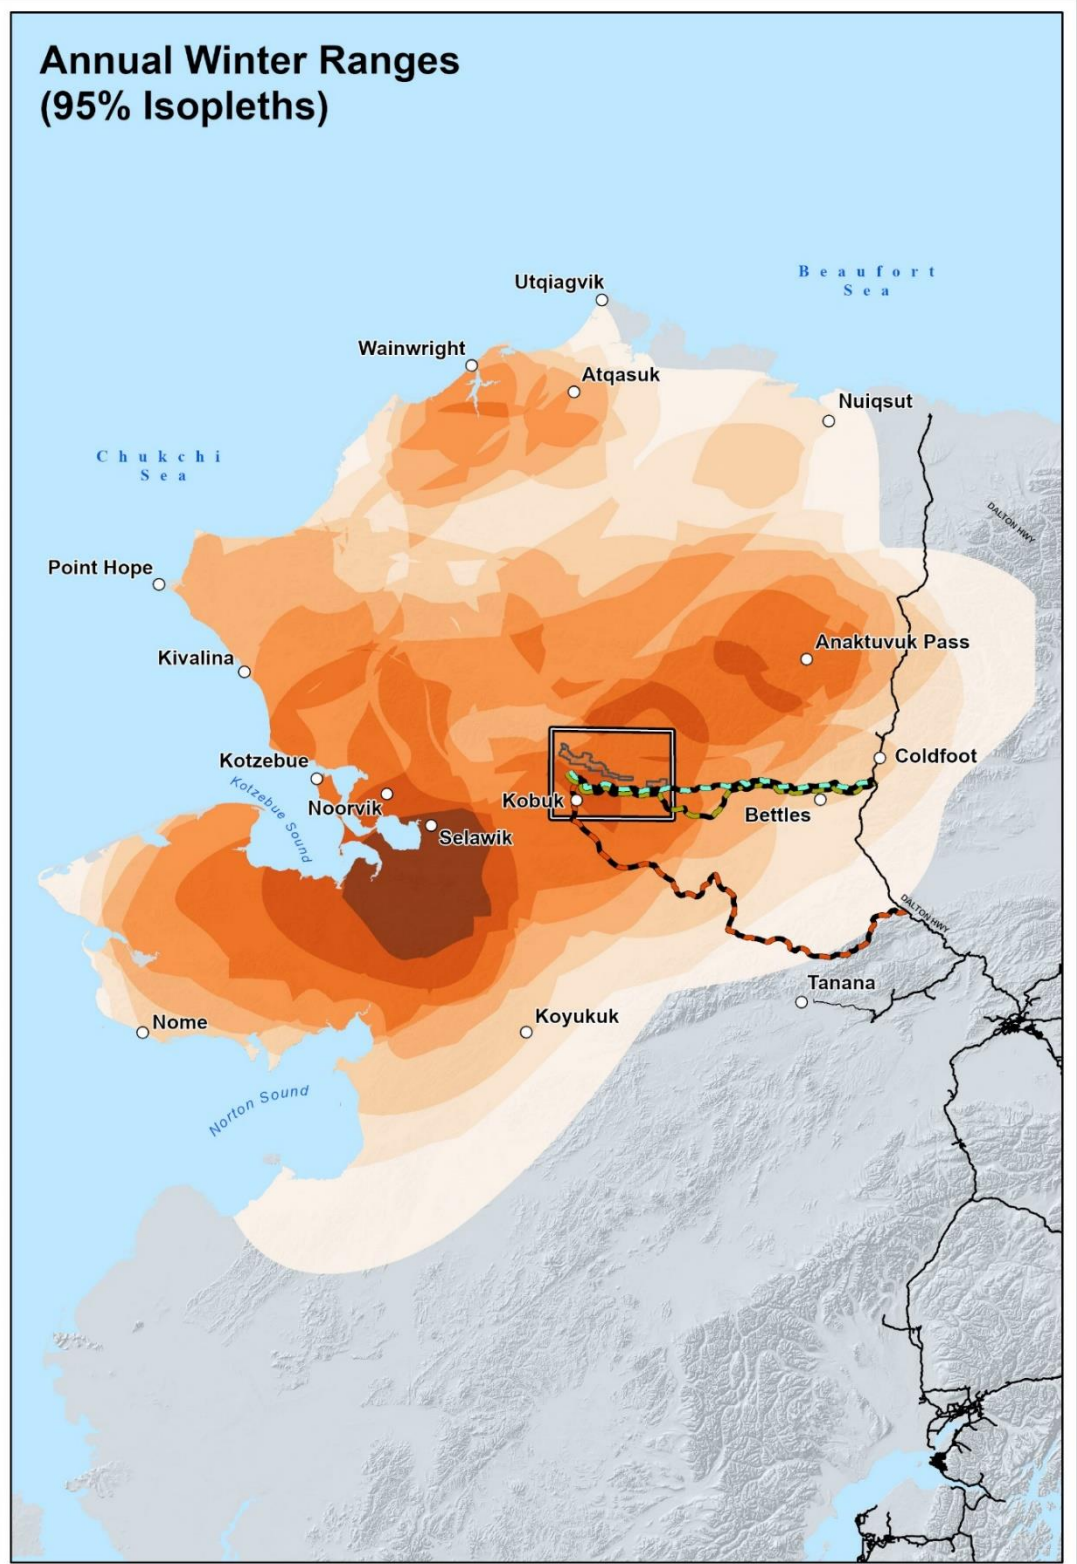 Annual Winter Ranges
(95% Isopleths)
Beaufort
Sea
Utqiagvik
Wainwright
Atqasuk
Nuiqsut
Chukchi
Sea
DALTON HWY
Point Hope
Anaktuvuk Pass
Kivalina
Coldfoot
Kotzebue
Kotzebue Sound
Noorvik
Kobuk
Bettles
Selawik
DALTON HWY
Tanana
Koyukuk
Nome
Norton Sound